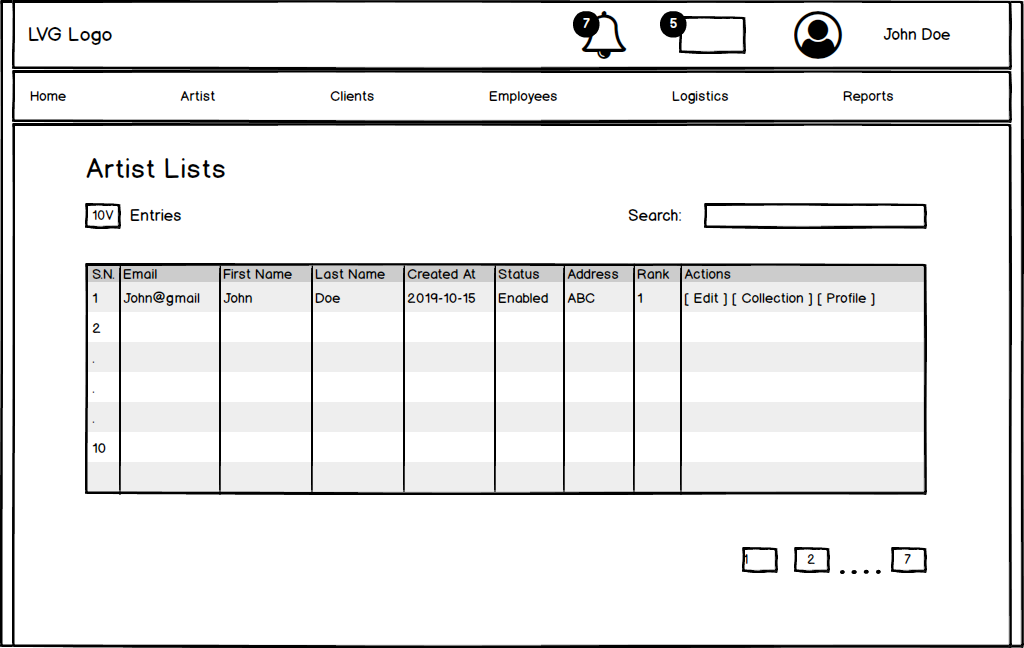 LVG Logo 7 5 John Doe
Home Artist Clients Employees Logistics Reports
Artist Lists
10V Entries Search:
S.N. Email First Name Last Name Created At Status Address Rank Actions
1 John@gmail John Doe 2019-10-15 Enabled ABC 1 [ Edit ] [ Collection ] [ Profile ]
2
.
.
.
10
1 2 .... 7